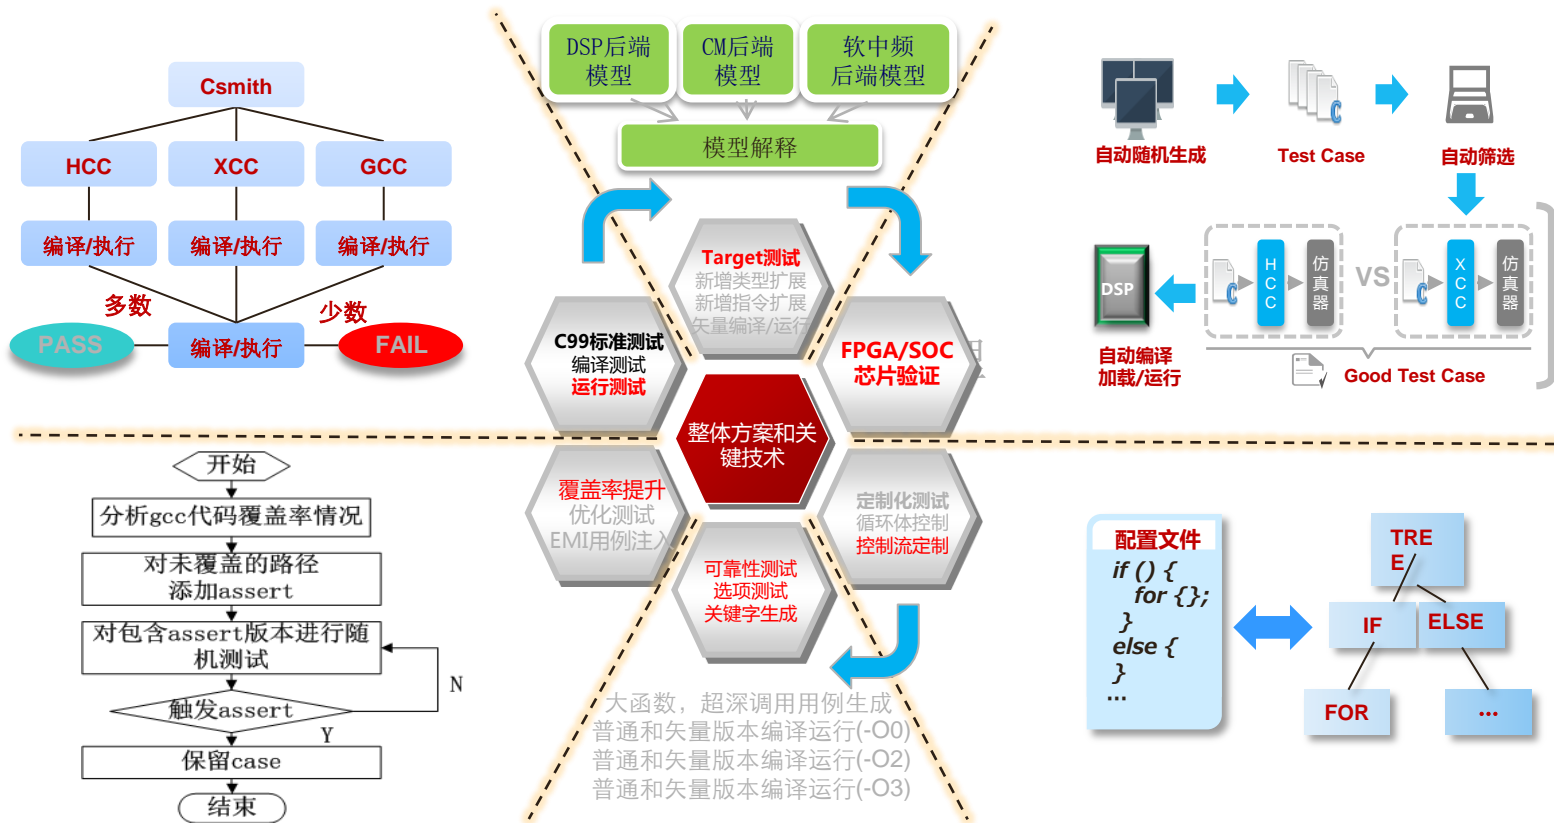 Csmith
HCC
XCC
GCC
编译/执行
编译/执行
编译/执行
多数
少数
PASS
编译/执行
FAIL
DSP后端
模型
CM后端
模型
软中频
后端模型
模型解释
自动随机生成
Test Case
自动筛选
HCC
仿真器
VS
XCC
仿真器
DSP
自动编译
加载/运行
Good Test Case
Target测试
新增类型扩展
新增指令扩展
矢量编译/运行
C99标准测试
编译测试
运行测试
FPGA/SOC
芯片验证
整体方案和关
键技术
覆盖率提升
优化测试
EMI用例注入
定制化测试
循环体控制
控制流定制
可靠性测试
选项测试
关键字生成
大函数，超深调用用例生成
普通和矢量版本编译运行(-O0)
普通和矢量版本编译运行(-O2)
普通和矢量版本编译运行(-O3)
开始
分析gcc代码覆盖率情况
对未覆盖的路径
添加assert
对包含assert版本进行随
机测试
N
触发assert
Y
保留case
结束
配置文件
if () {
for {};
}
else {
}
...
TRE
E
IF
ELSE
FOR
...